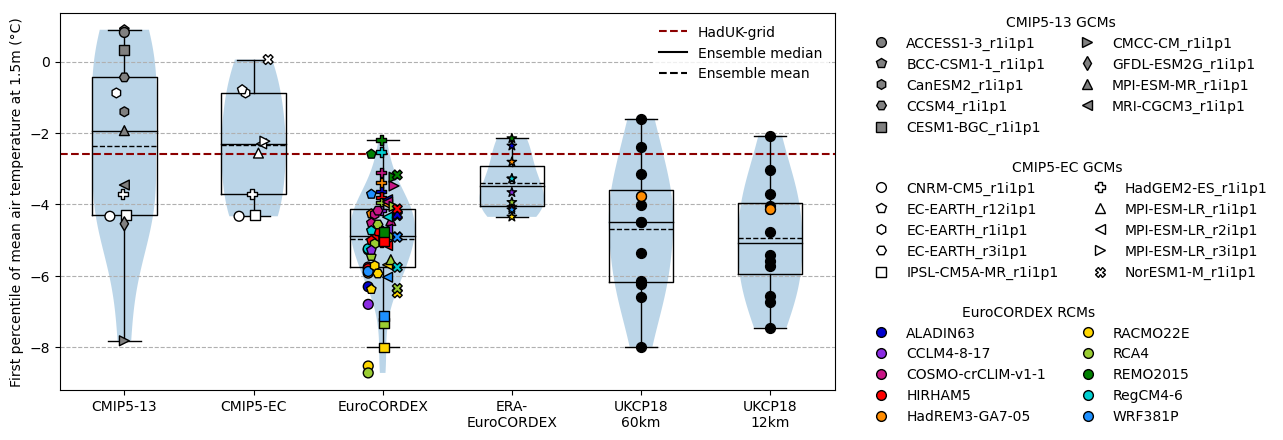 First percentile of mean air temperature at 1.5m (°C)
0
−2
−4
−6
−8
CMIP5-13
CMIP5-EC
EuroCORDEX
ERA-
EuroCORDEX
UKCP18
60km
UKCP18
12km
HadUK-grid
Ensemble median
Ensemble mean
CMIP5-13 GCMs
ACCESS1-3_r1i1p1
BCC-CSM1-1_r1i1p1
CanESM2_r1i1p1
CCSM4_r1i1p1
CESM1-BGC_r1i1p1
CMCC-CM_r1i1p1
GFDL-ESM2G_r1i1p1
MPI-ESM-MR_r1i1p1
MRI-CGCM3_r1i1p1
CMIP5-EC GCMs
CNRM-CM5_r1i1p1
EC-EARTH_r12i1p1
EC-EARTH_r1i1p1
EC-EARTH_r3i1p1
IPSL-CM5A-MR_r1i1p1
HadGEM2-ES_r1i1p1
MPI-ESM-LR_r1i1p1
MPI-ESM-LR_r2i1p1
MPI-ESM-LR_r3i1p1
NorESM1-M_r1i1p1
EuroCORDEX RCMs
ALADIN63
CCLM4-8-17
COSMO-crCLIM-v1-1
HIRHAM5
HadREM3-GA7-05
RACMO22E
RCA4
REMO2015
RegCM4-6
WRF381P